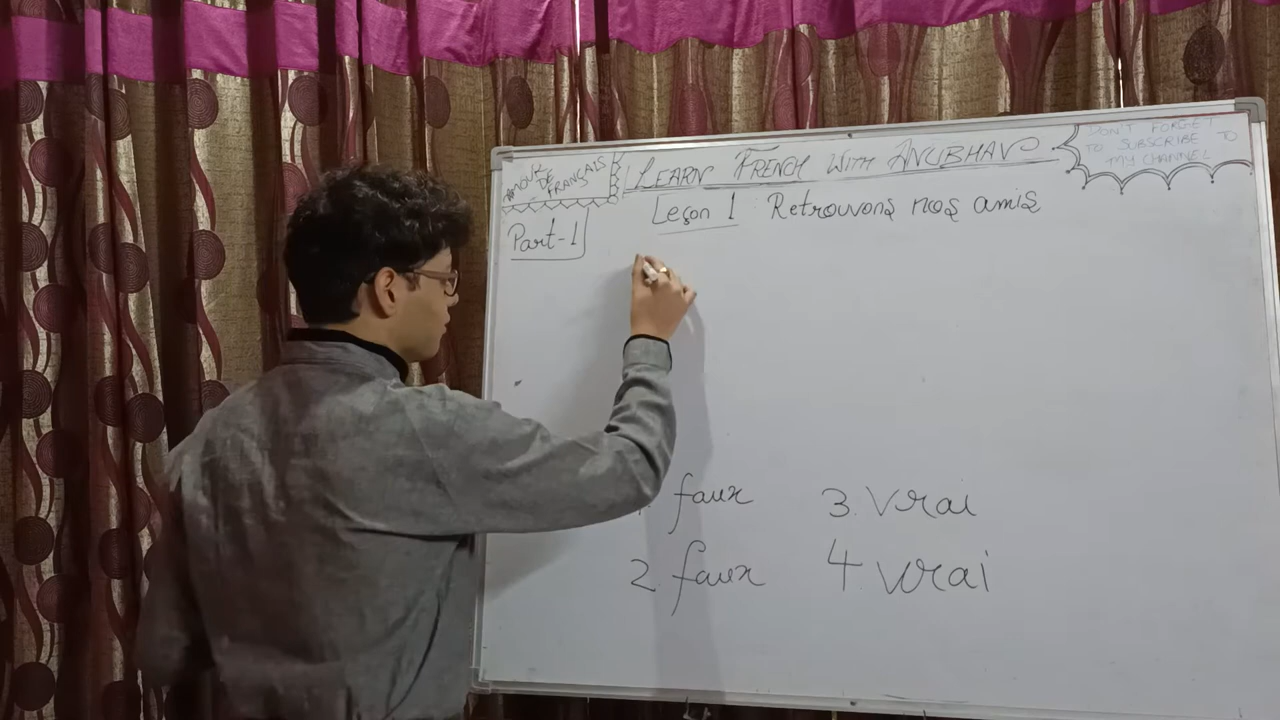 AMOUR
DE
FRANÇAIS
LEARN FRENCH WITH ANUBHAV
DON'T FORGET
TO SUBSCRIBE TO
MY CHANNEL
Leçon 1 : Retrouvons nos amis
Part-1
1. faux 3. Vrai
2. faux 4 vrai